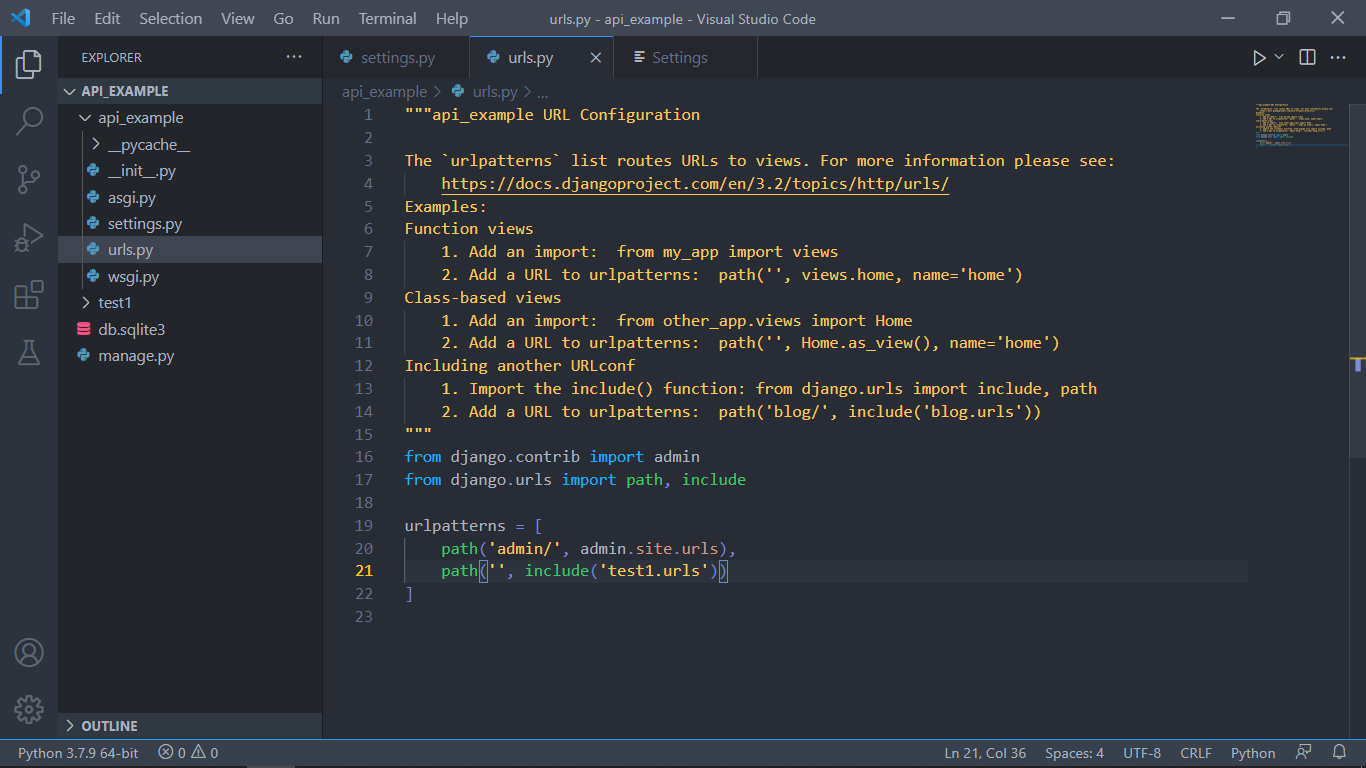 File Edit Selection View Go Run Terminal Help urls.py - api_example - Visual Studio Code
EXPLORER
API_EXAMPLE
api_example
__pycache__
__init__.py
asgi.py
settings.py
urls.py
wsgi.py
test1
db.sqlite3
manage.py
OUTLINE
settings.py urls.py Settings
api_example > urls.py > ...
1 """api_example URL Configuration
2
3 The `urlpatterns` list routes URLs to views. For more information please see:
4     https://docs.djangoproject.com/en/3.2/topics/http/urls/
5 Examples:
6 Function views
7     1. Add an import:  from my_app import views
8     2. Add a URL to urlpatterns:  path('', views.home, name='home')
9 Class-based views
10     1. Add an import:  from other_app.views import Home
11     2. Add a URL to urlpatterns:  path('', Home.as_view(), name='home')
12 Including another URLconf
13     1. Import the include() function: from django.urls import include, path
14     2. Add a URL to urlpatterns:  path('blog/', include('blog.urls'))
15 """
16 from django.contrib import admin
17 from django.urls import path, include
18
19 urlpatterns = [
20     path('admin/', admin.site.urls),
21     path('', include('test1.urls'))
22 ]
23
Python 3.7.9 64-bit 0 0 Ln 21, Col 36 Spaces: 4 UTF-8 CRLF Python